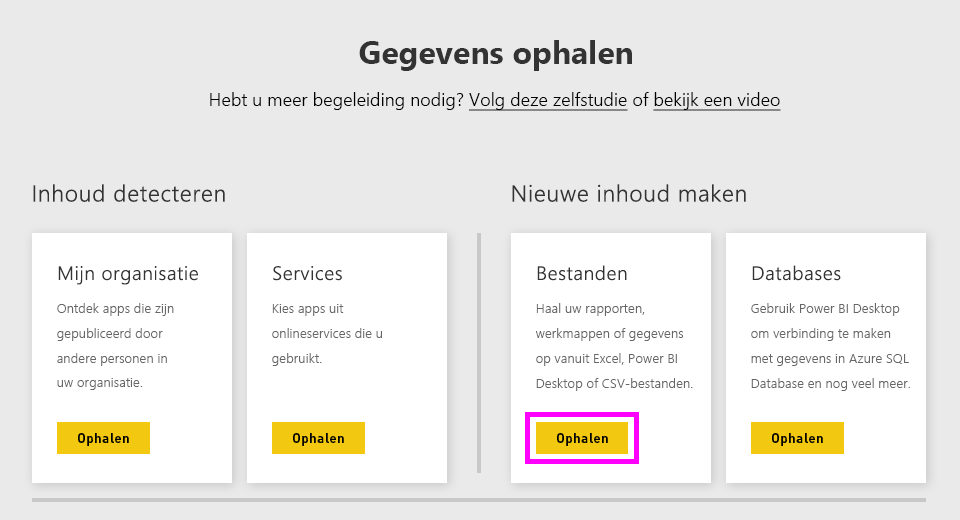 Gegevens ophalen
Hebt u meer begeleiding nodig? Volg deze zelfstudie of bekijk een video
Inhoud detecteren
Mijn organisatie
Ontdek apps die zijn
gepubliceerd door
andere personen in
uw organisatie.
Ophalen
Services
Kies apps uit
onlineservices die u
gebruikt.
Ophalen
Nieuwe inhoud maken
Bestanden
Haal uw rapporten,
werkmappen of gegevens
op vanuit Excel, Power BI
Desktop of CSV-bestanden.
Ophalen
Databases
Gebruik Power BI Desktop
om verbinding te maken
met gegevens in Azure SQL
Database en nog veel meer.
Ophalen